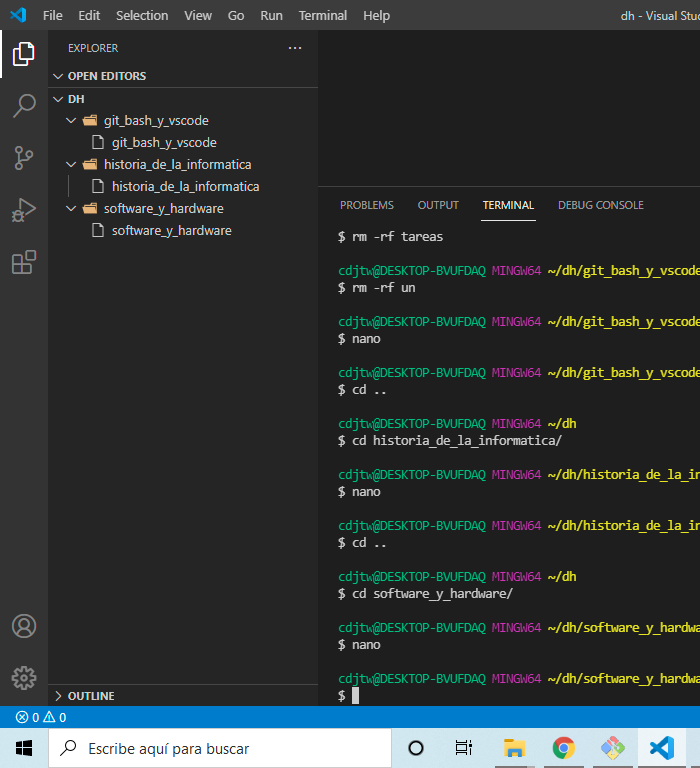 File Edit Selection View Go Run Terminal Help dh - Visual Stu
EXPLORER ...
OPEN EDITORS
DH
git_bash_y_vscode
git_bash_y_vscode
historia_de_la_informatica
historia_de_la_informatica
software_y_hardware
software_y_hardware
OUTLINE
PROBLEMS OUTPUT TERMINAL DEBUG CONSOLE
$ rm -rf tareas
cdjtw@DESKTOP-BVUFDAQ MINGW64 ~/dh/git_bash_y_vscode
$ rm -rf un
cdjtw@DESKTOP-BVUFDAQ MINGW64 ~/dh/git_bash_y_vscode
$ nano
cdjtw@DESKTOP-BVUFDAQ MINGW64 ~/dh/git_bash_y_vscode
$ cd ..
cdjtw@DESKTOP-BVUFDAQ MINGW64 ~/dh
$ cd historia_de_la_informatica/
cdjtw@DESKTOP-BVUFDAQ MINGW64 ~/dh/historia_de_la_in
$ nano
cdjtw@DESKTOP-BVUFDAQ MINGW64 ~/dh/historia_de_la_in
$ cd ..
cdjtw@DESKTOP-BVUFDAQ MINGW64 ~/dh
$ cd software_y_hardware/
cdjtw@DESKTOP-BVUFDAQ MINGW64 ~/dh/software_y_hardwa
$ nano
cdjtw@DESKTOP-BVUFDAQ MINGW64 ~/dh/software_y_hardwa
$
0 0
Escribe aquí para buscar